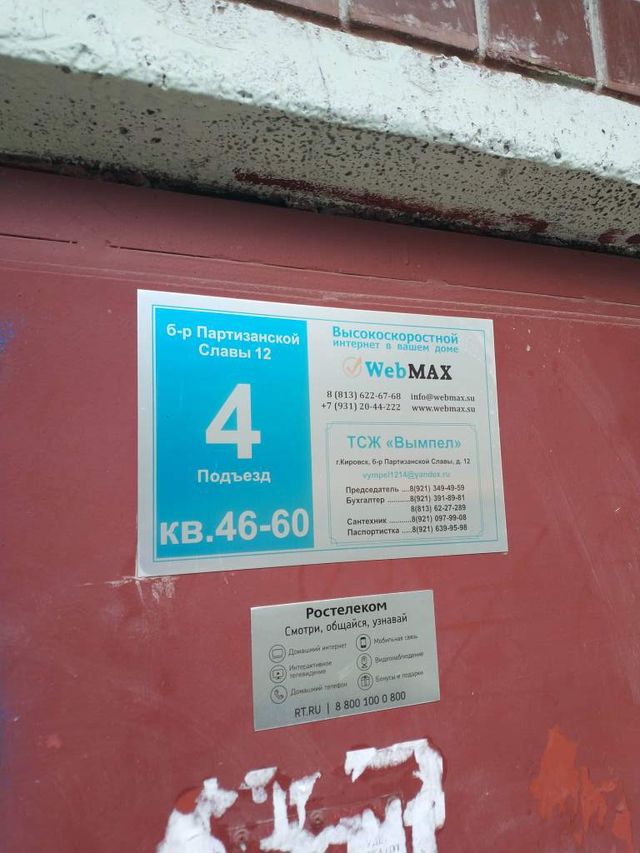 б-р Партизанской
Славы 12
4
Подъезд
кв.46-60
Высокоскоростной
интернет в вашем доме
WebMAX
8 (813) 622-67-68 info@webmax.su
+7 (931) 20-44-222 www.webmax.su
ТСЖ «Вымпел»
г.Кировск, б-р Партизанской Славы, д. 12
vympel1214@yandex.ru
Председатель ....8(921) 349-49-59
Бухгалтер ...........8(921) 391-89-81
8(813) 62-27-289
Сантехник ..........8(921) 097-99-08
Паспортистка ....8(921) 639-95-98
Ростелеком
Смотри, общайся, узнавай
Домашний интернет
Мобильная связь
Интерактивное
телевидение
Видеонаблюдение
Домашний телефон
Бонусы и подарки
RT.RU | 8 800 100 0 800